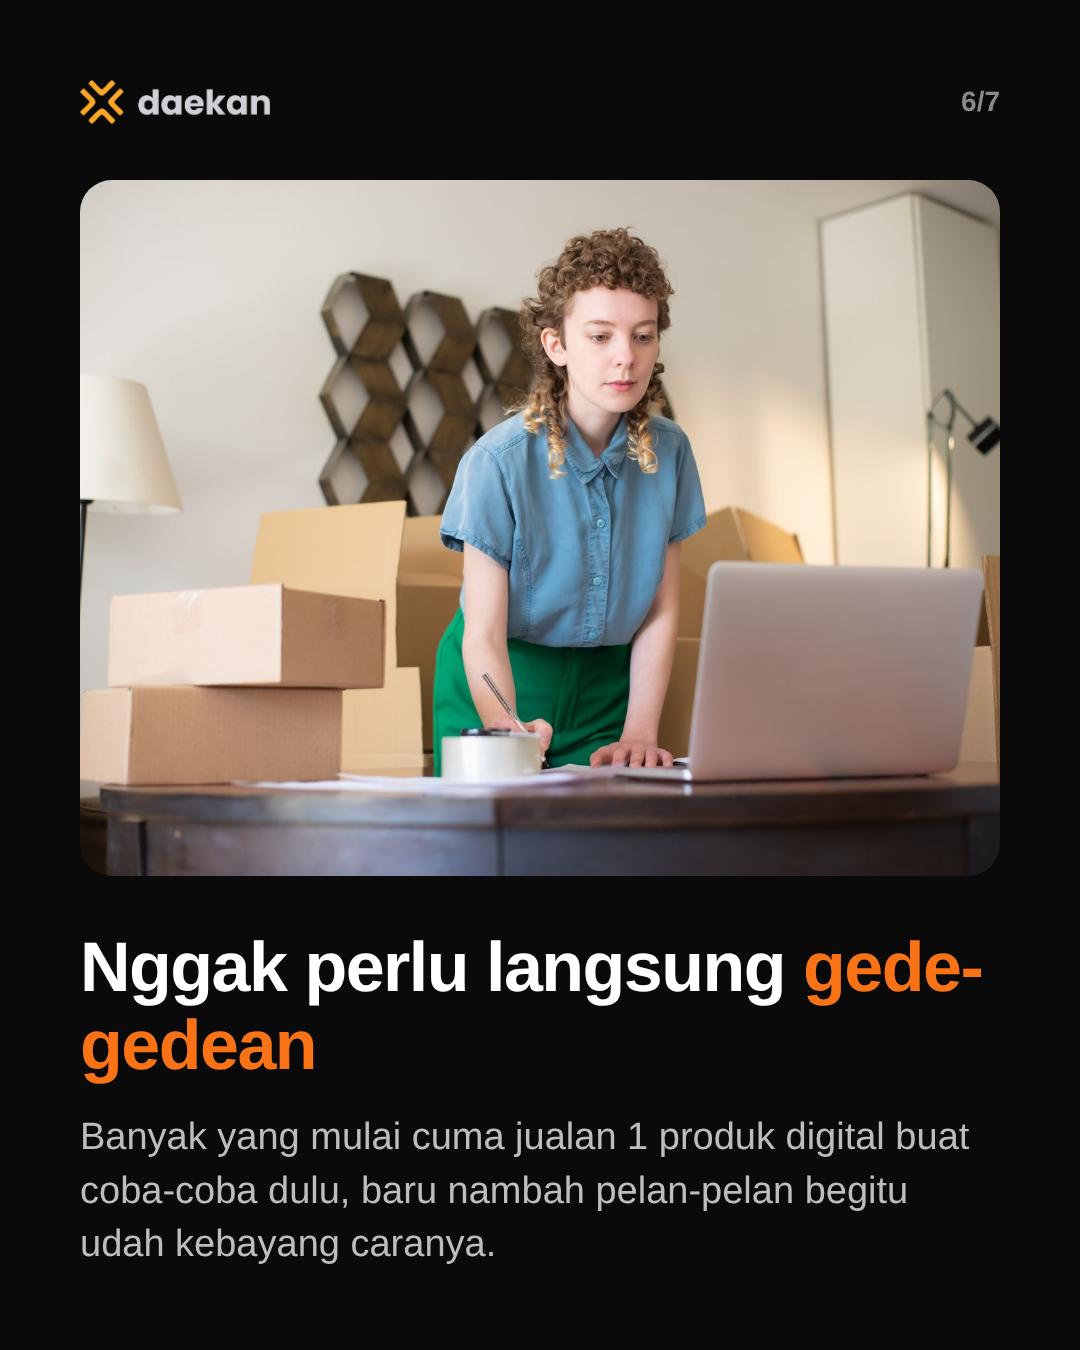 daekan
6/7
Nggak perlu langsung gede-
gedean
Banyak yang mulai cuma jualan 1 produk digital buat
coba-coba dulu, baru nambah pelan-pelan begitu
udah kebayang caranya.